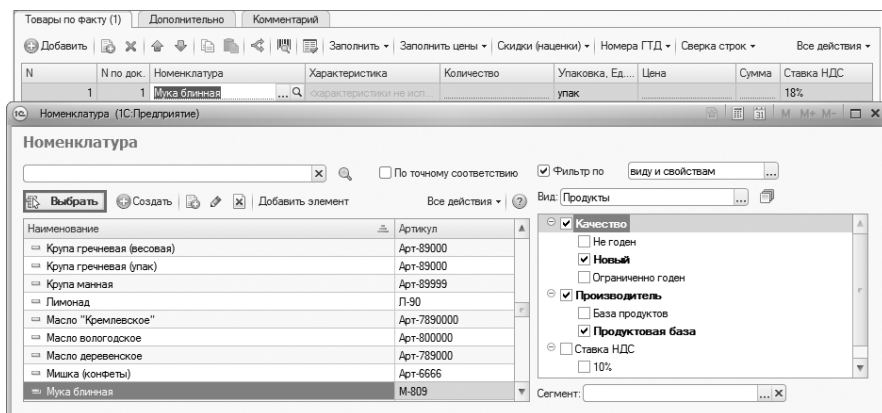 Товары по факту (1) Дополнительно Комментарий
Добавить Заполнить Заполнить цены Скидки (наценки) Номера ГТД Сверка строк Все действия
N N по док. Номенклатура Характеристика Количество Упаковка, Ед.... Цена Сумма Ставка НДС
1 1 Мука блинная ... <характеристики не исп... упак 18%
Номенклатура (1С:Предприятие) M M+ M-
Номенклатура
По точному соответствию Фильтр по виду и свойствам ...
Выбрать Создать Добавить элемент Все действия Вид: Продукты ...
Наименование Артикул
Крупа гречневая (весовая) Арт-89000
Крупа гречневая (упак) Арт-89000
Крупа манная Арт-89999
Лимонад Л-90
Масло "Кремлевское" Арт-7890000
Масло вологодское Арт-800000
Масло деревенское Арт-789000
Мишка (конфеты) Арт-6666
Мука блинная М-809
Качество
Не годен
Новый
Ограниченно годен
Производитель
База продуктов
Продуктовая база
Ставка НДС
10%
Сегмент: ...